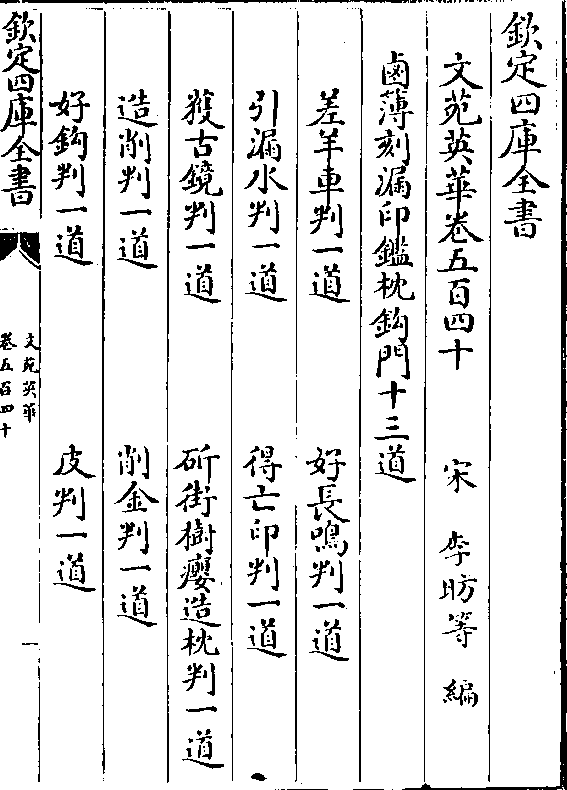 欽定四庫全書
文苑英華卷五百四十 宋 李昉等 編
鹵薄刻漏印鑑枕鈎門十三道
差羊車判一道 好長鳴判一道
引漏水判一道 得亡印判一道
獲古鏡判一道 斫街樹癭造枕判一道
造削判一道 削金判一道
好鈎判一道 皮判一道
欽定四庫全書
文苑英華
卷五百四十
一